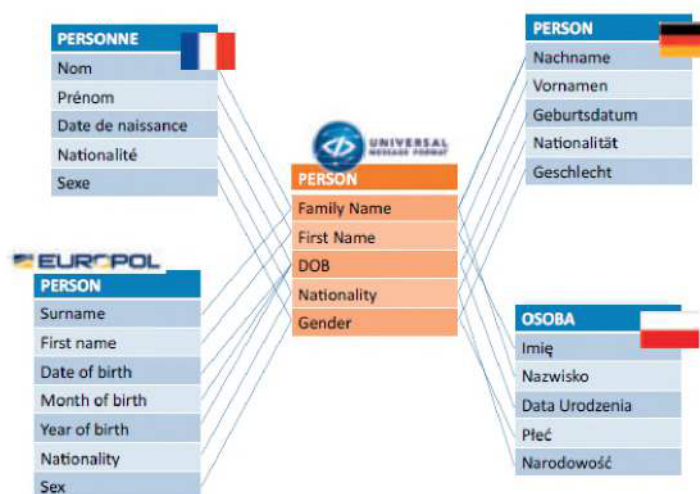 PERSONNE
Nom
Prénom
Date de naissance
Nationalité
Sexe
PERSON
Nachname
Vornamen
Geburtsdatum
Nationalität
Geschlecht
UNIVERSAL
MESSAGE FORMAT
PERSON
Family Name
First Name
DOB
Nationality
Gender
EUROPOL
PERSON
Surname
First name
Date of birth
Month of birth
Year of birth
Nationality
Sex
OSOBA
Imię
Nazwisko
Data Urodzenia
Płeć
Narodowość